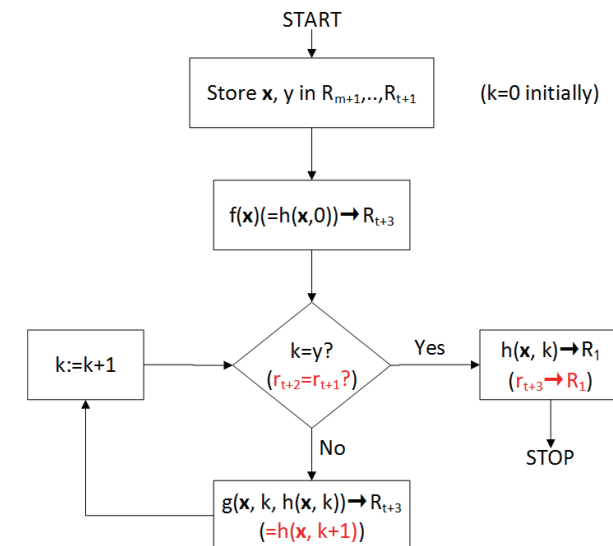 START
Store x, y in Rm+1,..,Rt+1
(k=0 initially)
f(x)(=h(x,0))→Rt+3
k:=k+1
k=y?
(rt+2=rt+1?)
Yes
h(x, k)→R1
(rt+3→R1)
STOP
No
g(x, k, h(x, k))→Rt+3
(=h(x, k+1))